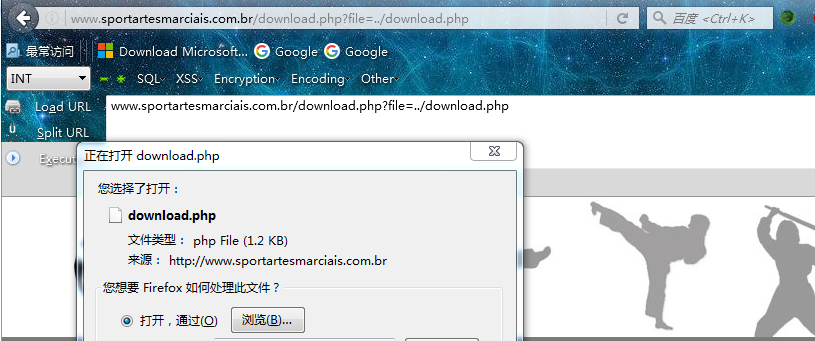 www.sportartesmarciais.com.br/download.php?file=../download.php 百度 <Ctrl+K>
最常访问 Download Microsoft... Google Google
INT SQL XSS Encryption Encoding Other
Load URL www.sportartesmarciais.com.br/download.php?file=../download.php
Split URL
Execut
正在打开 download.php
您选择了打开：
download.php
文件类型： php File (1.2 KB)
来源： http://www.sportartesmarciais.com.br
您想要 Firefox 如何处理此文件？
打开，通过(O) 浏览(B)...